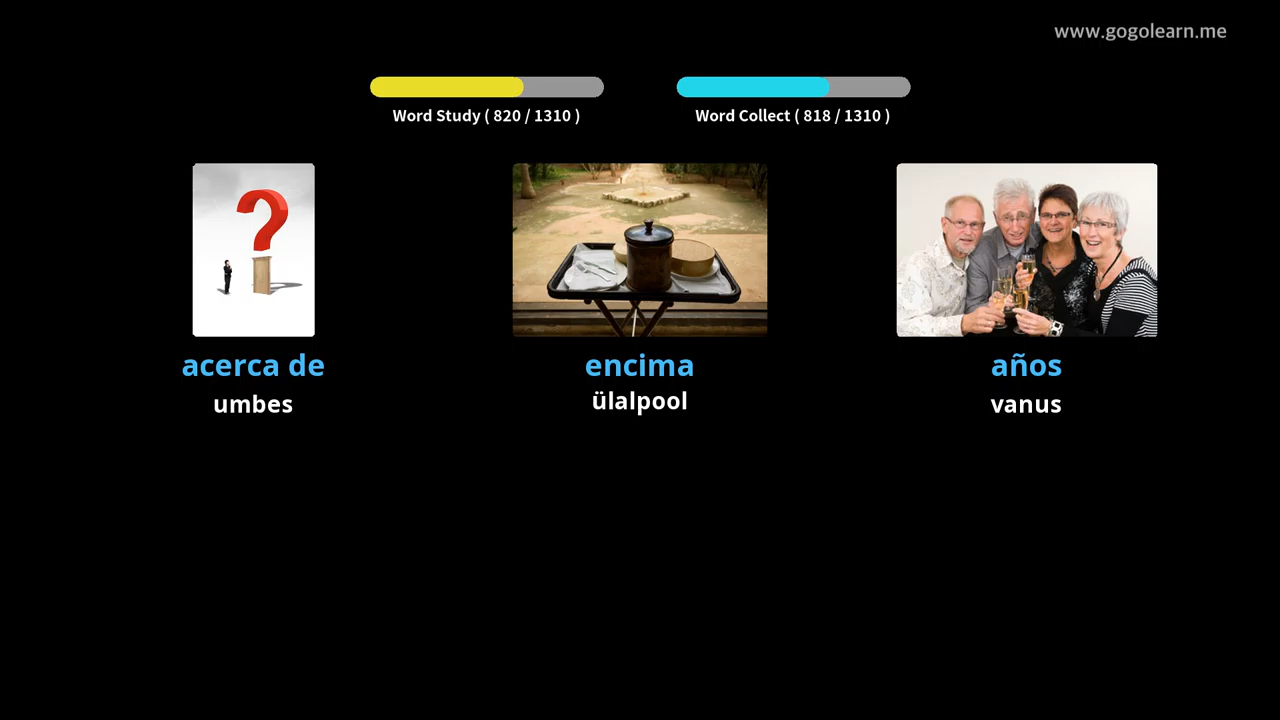 www.gogolearn.me
Word Study ( 820 / 1310 )
Word Collect ( 818 / 1310 )
acerca de
encima
años
umbes
ülalpool
vanus